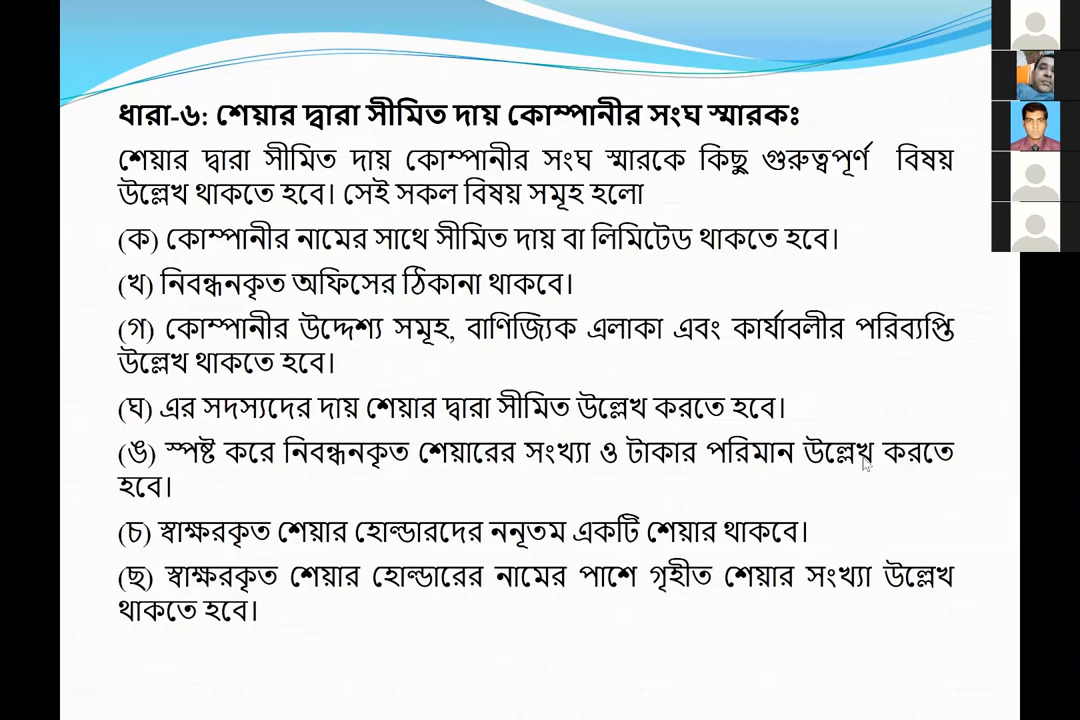 ধারা-৬: শেয়ার দ্বারা সীমিত দায় কোম্পানীর সংঘ স্মারকঃ
শেয়ার দ্বারা সীমিত দায় কোম্পানীর সংঘ স্মারকে কিছু গুরুত্বপূর্ণ বিষয়
উল্লেখ থাকতে হবে। সেই সকল বিষয় সমূহ হলো
(ক) কোম্পানীর নামের সাথে সীমিত দায় বা লিমিটেড থাকতে হবে।
(খ) নিবন্ধনকৃত অফিসের ঠিকানা থাকবে।
(গ) কোম্পানীর উদ্দেশ্য সমূহ, বাণিজ্যিক এলাকা এবং কার্যাবলীর পরিব্যপ্তি
উল্লেখ থাকতে হবে।
(ঘ) এর সদস্যদের দায় শেয়ার দ্বারা সীমিত উল্লেখ করতে হবে।
(ঙ) স্পষ্ট করে নিবন্ধনকৃত শেয়ারের সংখ্যা ও টাকার পরিমান উল্লেখ করতে
হবে।
(চ) স্বাক্ষরকৃত শেয়ার হোল্ডারদের ননূতম একটি শেয়ার থাকবে।
(ছ) স্বাক্ষরকৃত শেয়ার হোল্ডারের নামের পাশে গৃহীত শেয়ার সংখ্যা উল্লেখ
থাকতে হবে।